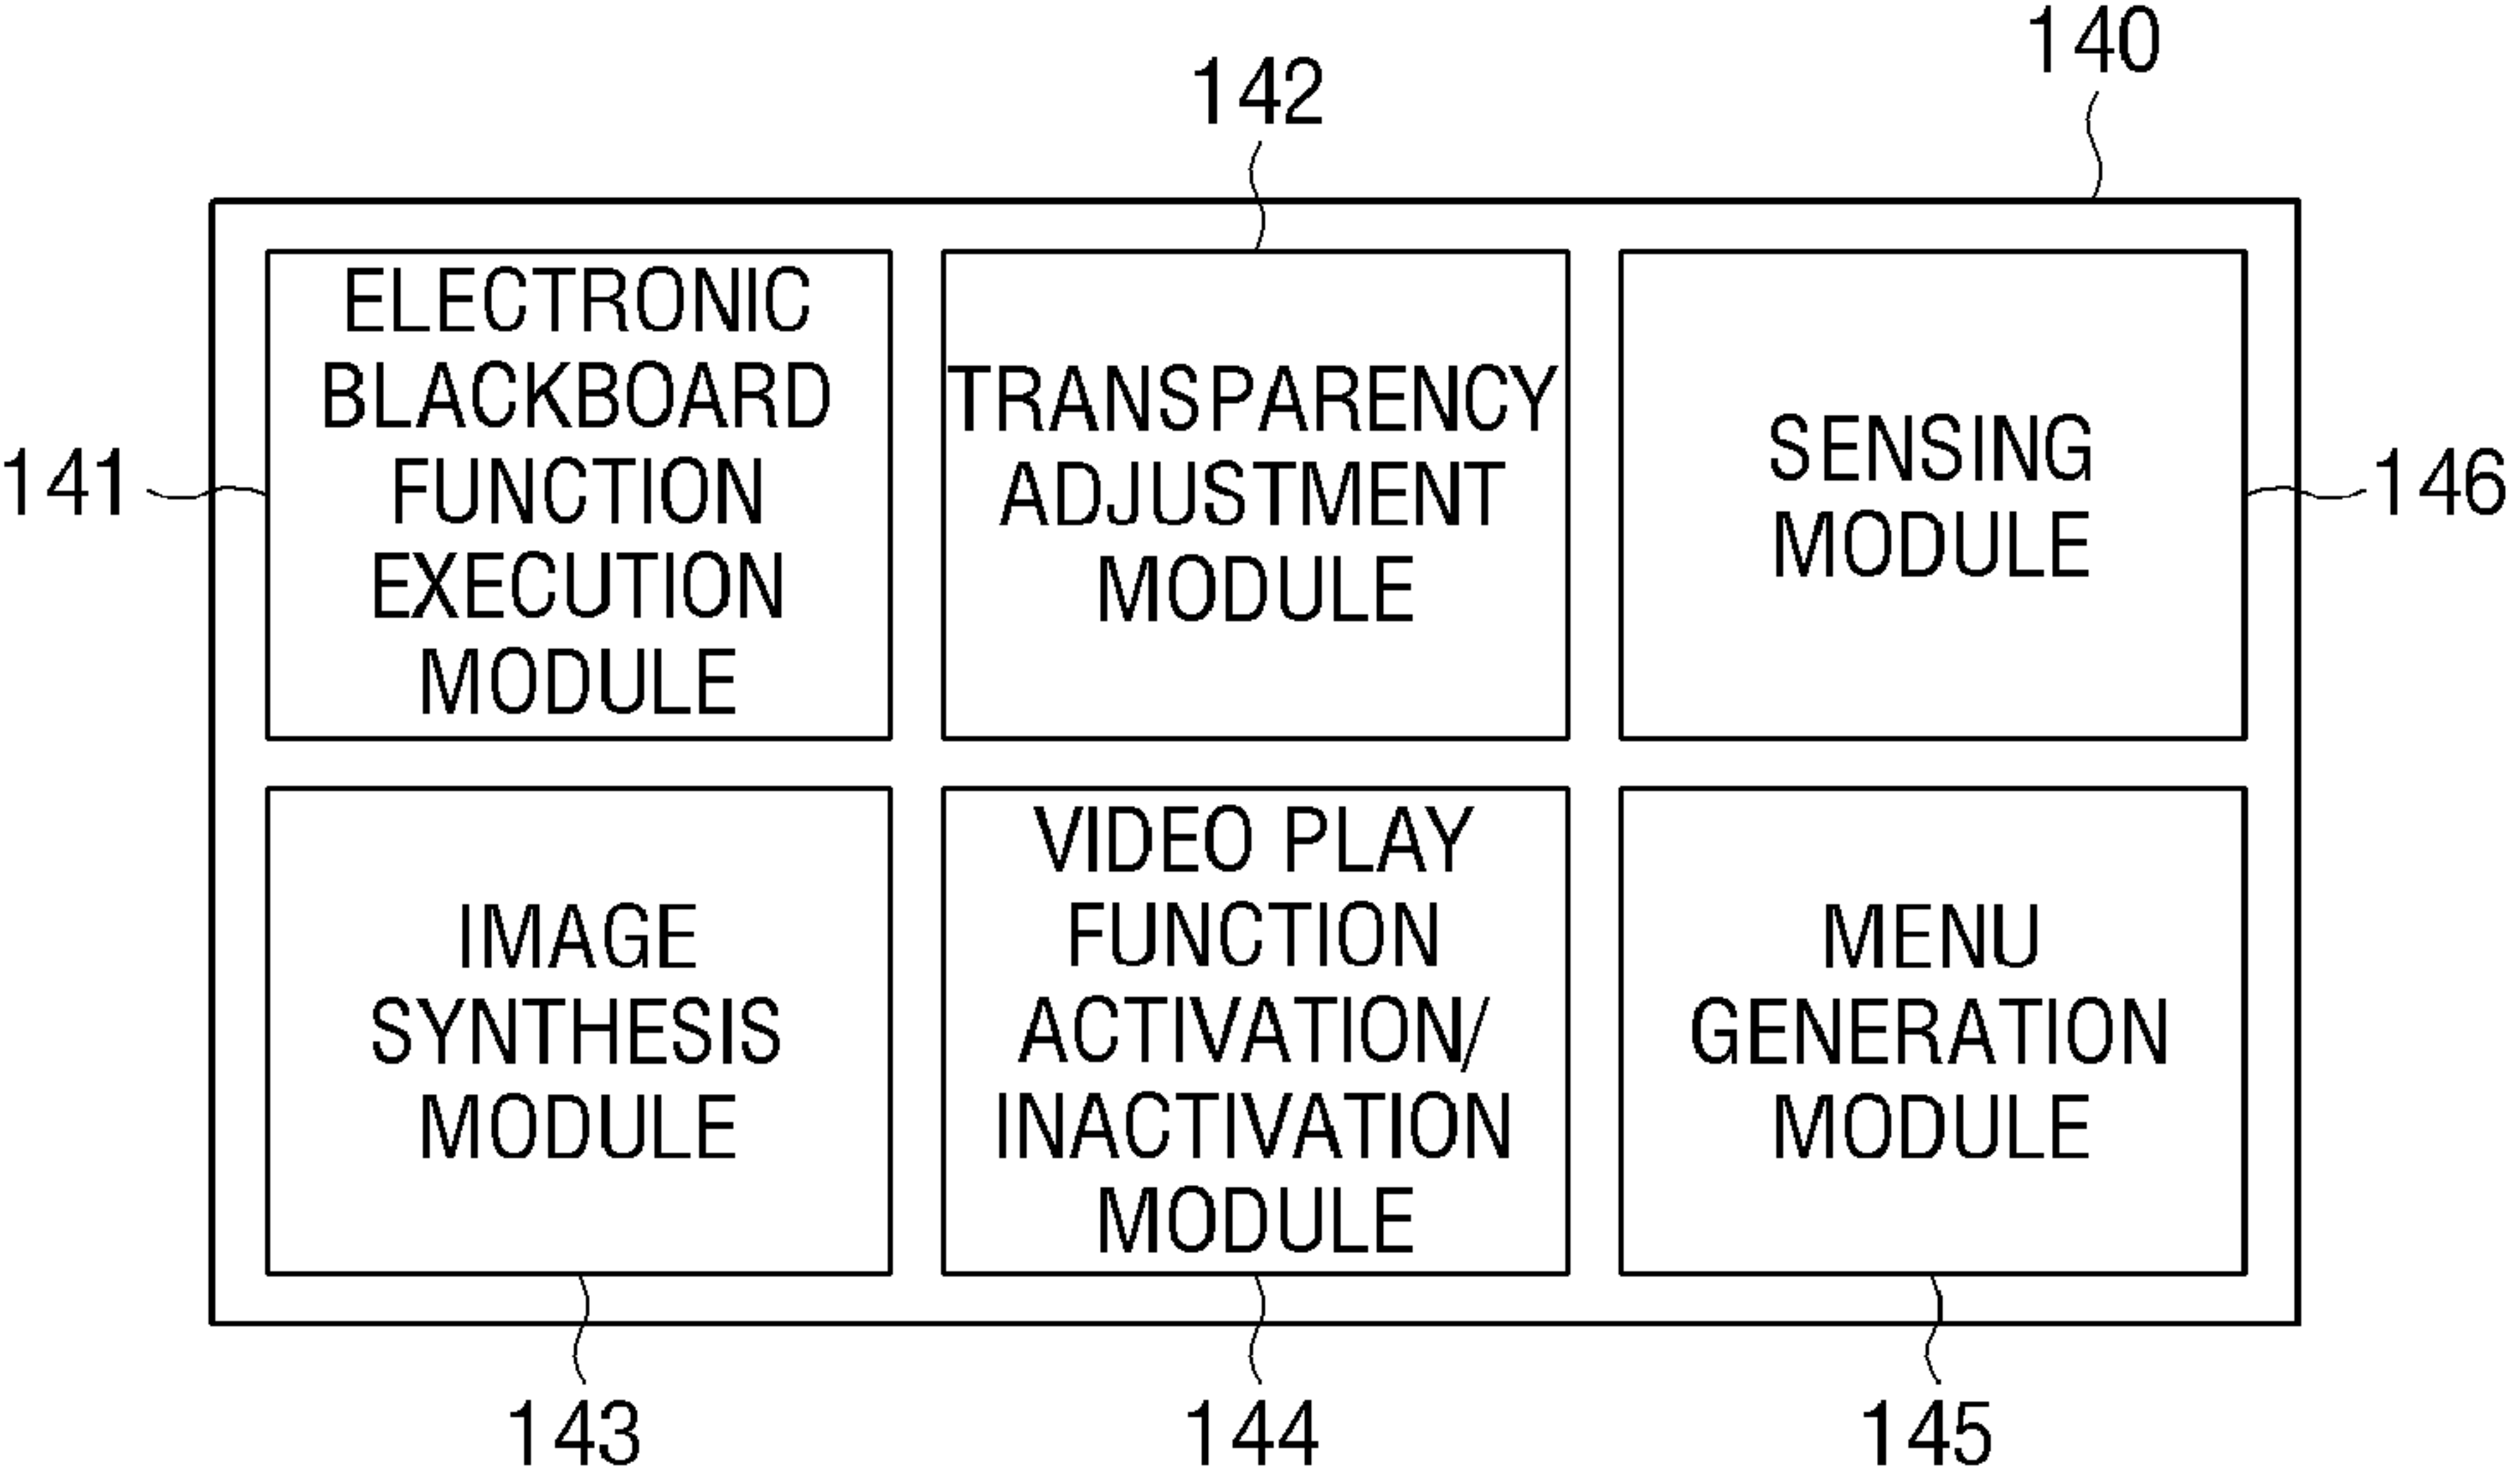 140
142
ELECTRONIC
BLACKBOARD
FUNCTION
EXECUTION
MODULE
TRANSPARENCY
ADJUSTMENT
MODULE
SENSING
MODULE
141
146
IMAGE
SYNTHESIS
MODULE
VIDEO PLAY
FUNCTION
ACTIVATION/
INACTIVATION
MODULE
MENU
GENERATION
MODULE
143
144
145